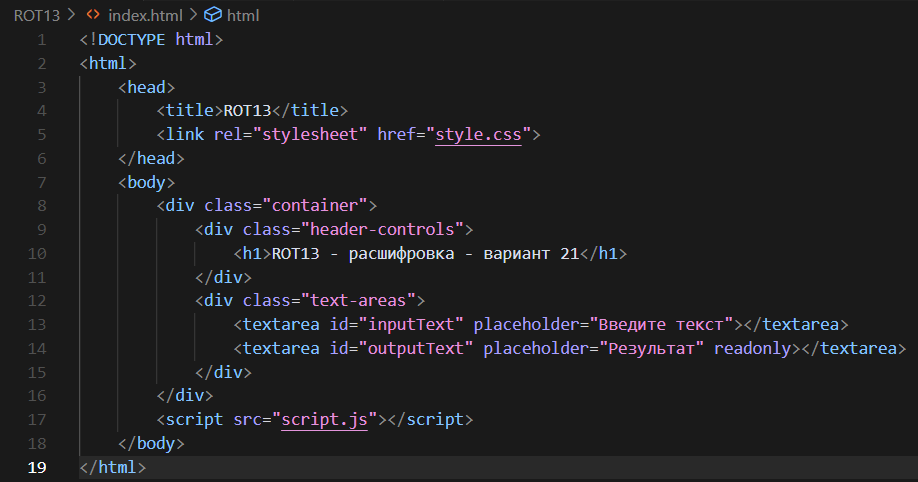 ROT13 > <> index.html > html
1 <!DOCTYPE html>
2 <html>
3 <head>
4 <title>ROT13</title>
5 <link rel="stylesheet" href="style.css">
6 </head>
7 <body>
8 <div class="container">
9 <div class="header-controls">
10 <h1>ROT13 - расшифровка - вариант 21</h1>
11 </div>
12 <div class="text-areas">
13 <textarea id="inputText" placeholder="Введите текст"></textarea>
14 <textarea id="outputText" placeholder="Результат" readonly></textarea>
15 </div>
16 </div>
17 <script src="script.js"></script>
18 </body>
19 </html>